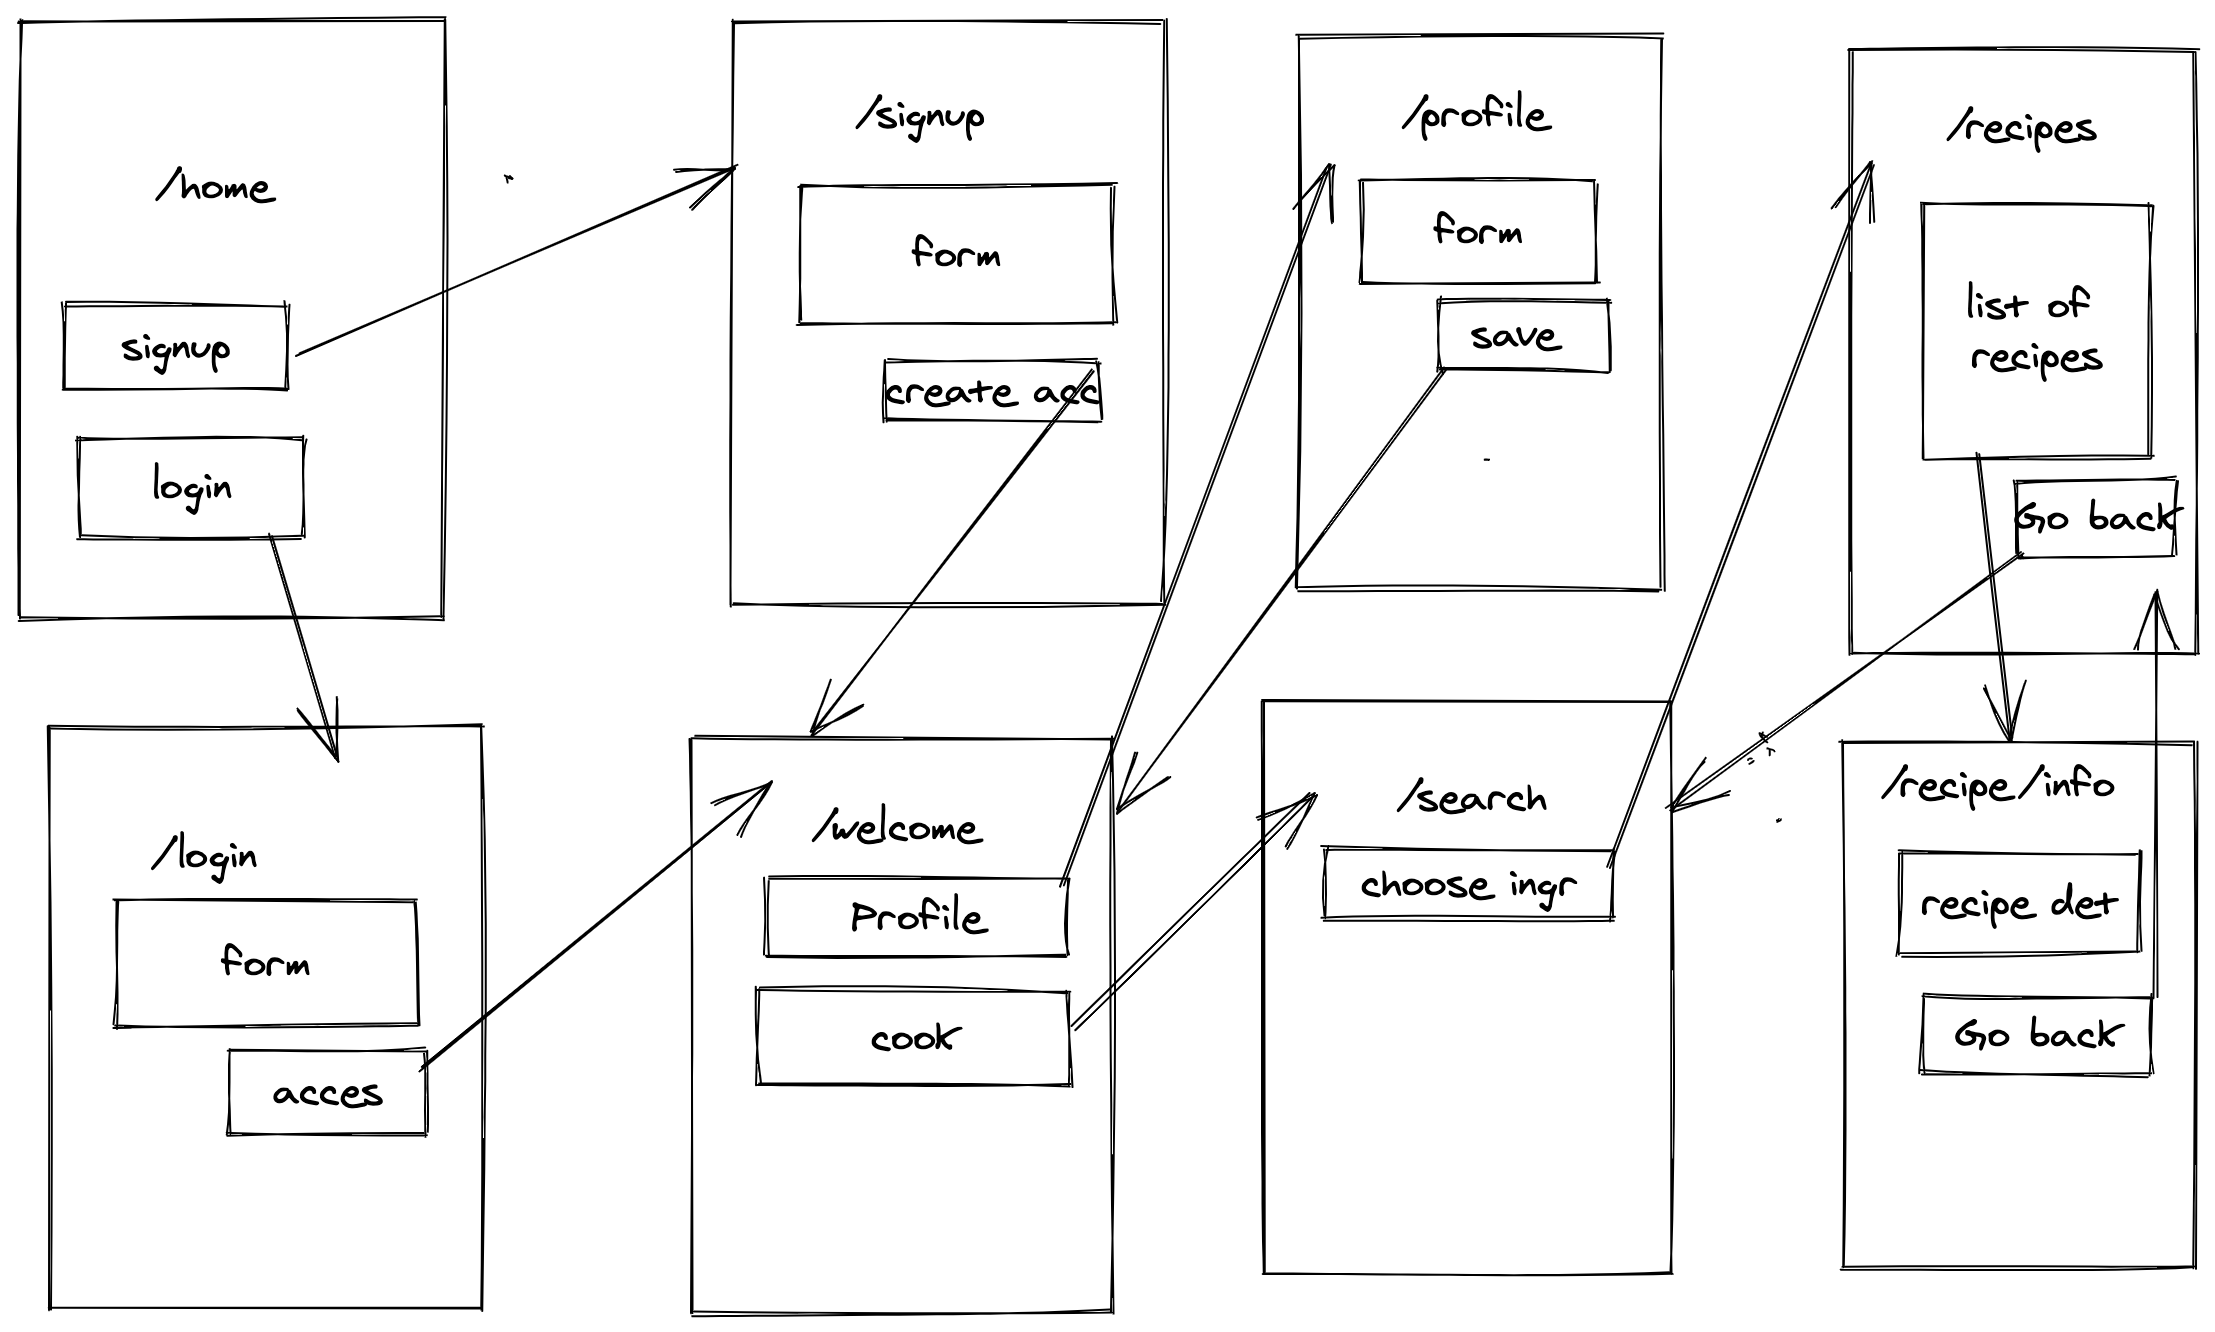 /home
signup
login
/signup
form
create acc
/profile
form
save
/recipes
list of
recipes
Go back
/login
form
acces
/welcome
Profile
cook
/search
choose ingr
/recipe/info
recipe det
Go back